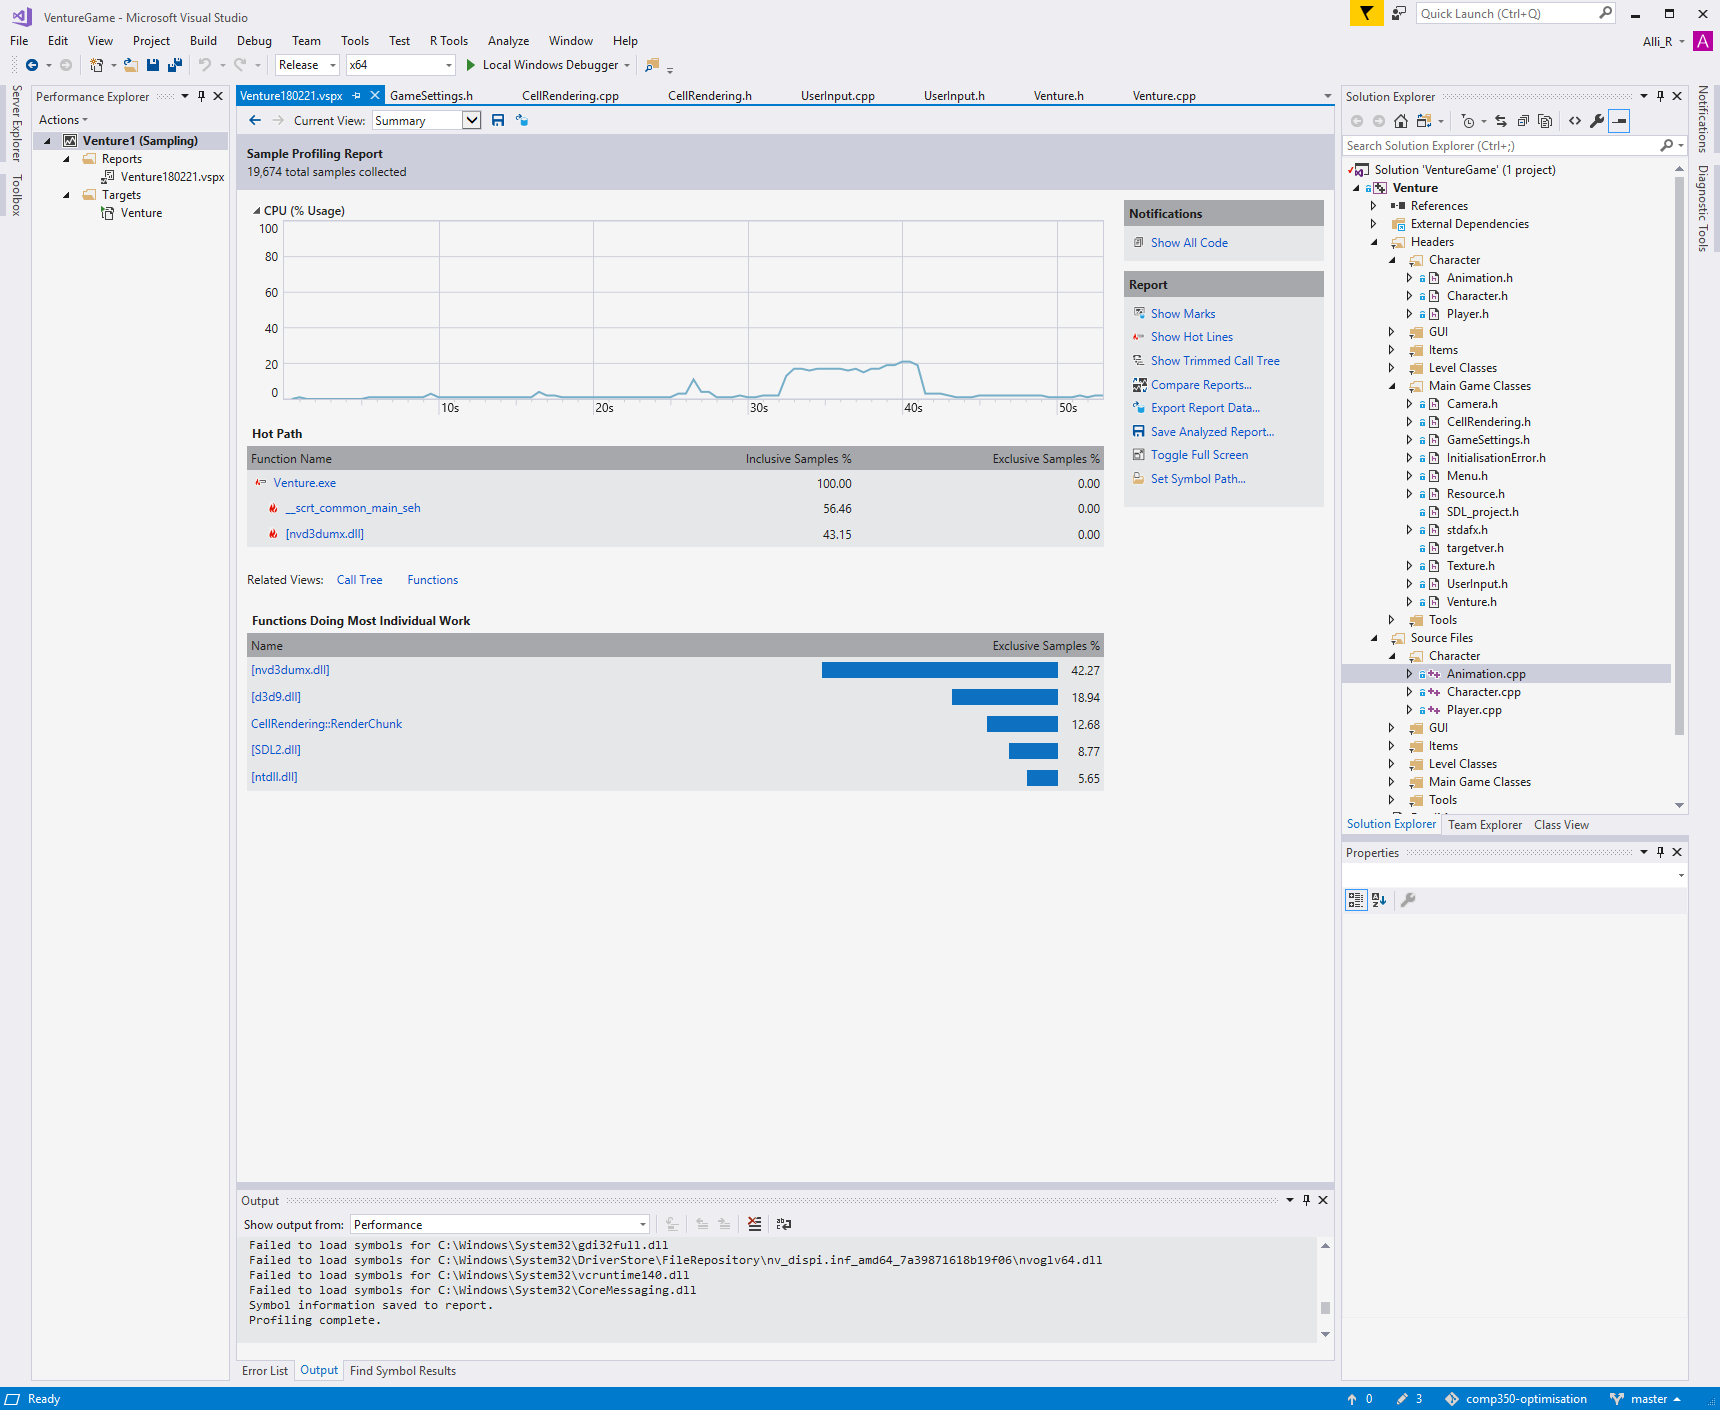 VentureGame - Microsoft Visual Studio
Quick Launch (Ctrl+Q)
File Edit View Project Build Debug Team Tools Test R Tools Analyze Window Help
Alli_R
A
Release
x64
Local Windows Debugger
Server Explorer
Toolbox
Performance Explorer
Actions
Venture1 (Sampling)
Reports
Venture180221.vspx
Targets
Venture
Venture180221.vspx GameSettings.h CellRendering.cpp CellRendering.h UserInput.cpp UserInput.h Venture.h Venture.cpp
Current View: Summary
Sample Profiling Report
19,674 total samples collected
CPU (% Usage)
100
80
60
40
20
0
10s 20s 30s 40s 50s
Hot Path
Function Name Inclusive Samples % Exclusive Samples %
Venture.exe 100.00 0.00
__scrt_common_main_seh 56.46 0.00
[nvd3dumx.dll] 43.15 0.00
Related Views: Call Tree Functions
Functions Doing Most Individual Work
Name Exclusive Samples %
[nvd3dumx.dll] 42.27
[d3d9.dll] 18.94
CellRendering::RenderChunk 12.68
[SDL2.dll] 8.77
[ntdll.dll] 5.65
Notifications
Show All Code
Report
Show Marks
Show Hot Lines
Show Trimmed Call Tree
Compare Reports...
Export Report Data...
Save Analyzed Report...
Toggle Full Screen
Set Symbol Path...
Output
Show output from: Performance
Failed to load symbols for C:\Windows\System32\gdi32full.dll
Failed to load symbols for C:\Windows\System32\DriverStore\FileRepository\nv_dispi.inf_amd64_7a39871618b19f06\nvoglv64.dll
Failed to load symbols for C:\Windows\System32\vcruntime140.dll
Failed to load symbols for C:\Windows\System32\CoreMessaging.dll
Symbol information saved to report.
Profiling complete.
Error List Output Find Symbol Results
Solution Explorer
Search Solution Explorer (Ctrl+;)
Solution 'VentureGame' (1 project)
Venture
References
External Dependencies
Headers
Character
Animation.h
Character.h
Player.h
GUI
Items
Level Classes
Main Game Classes
Camera.h
CellRendering.h
GameSettings.h
InitialisationError.h
Menu.h
Resource.h
SDL_project.h
stdafx.h
targetver.h
Texture.h
UserInput.h
Venture.h
Tools
Source Files
Character
Animation.cpp
Character.cpp
Player.cpp
GUI
Items
Level Classes
Main Game Classes
Tools
Solution Explorer Team Explorer Class View
Properties
Notifications
Diagnostic Tools
Ready
0 3 comp350-optimisation master